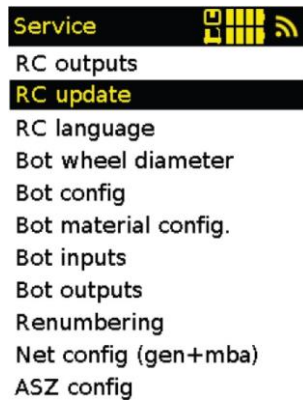 Service
RC outputs
RC update
RC language
Bot wheel diameter
Bot config
Bot material config.
Bot inputs
Bot outputs
Renumbering
Net config (gen+mba)
ASZ config